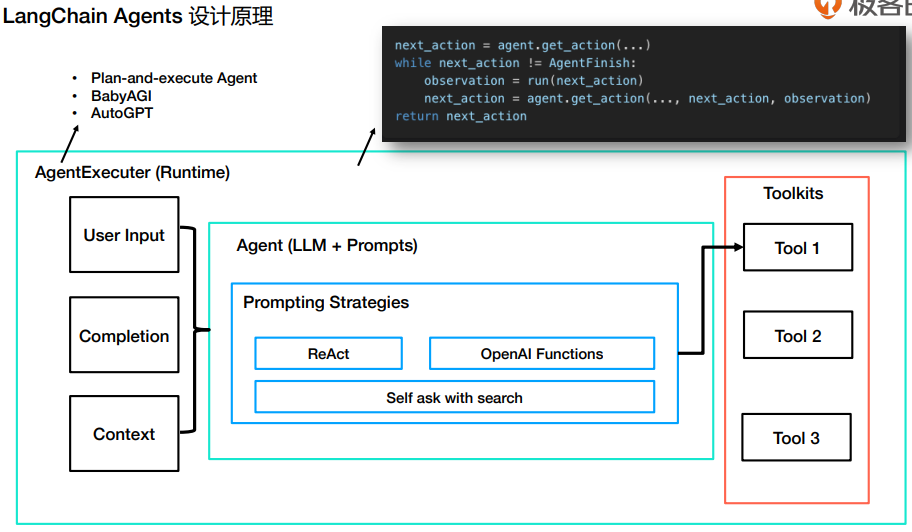 LangChain Agents 设计原理
极客
next_action = agent.get_action(...)
while next_action != AgentFinish:
    observation = run(next_action)
    next_action = agent.get_action(..., next_action, observation)
return next_action
• Plan-and-execute Agent
• BabyAGI
• AutoGPT
AgentExecuter (Runtime)
User Input
Completion
Context
Agent (LLM + Prompts)
Prompting Strategies
ReAct
OpenAI Functions
Self ask with search
Toolkits
Tool 1
Tool 2
Tool 3